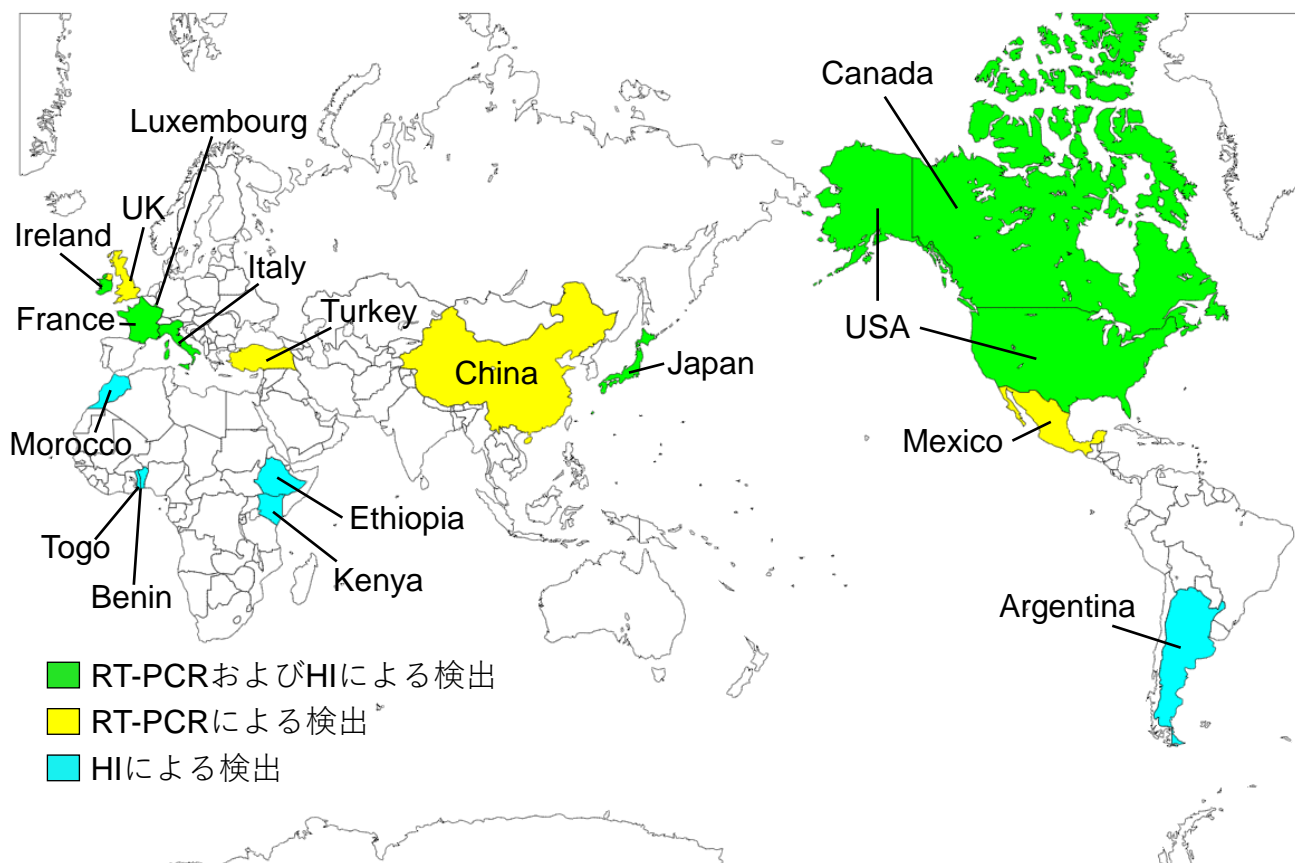 Canada
Luxembourg
UK
Ireland
Italy
France
Turkey
USA
China
Japan
Morocco
Mexico
Ethiopia
Togo
Kenya
Benin
Argentina
RT-PCRおよびHIによる検出
RT-PCRによる検出
HIによる検出